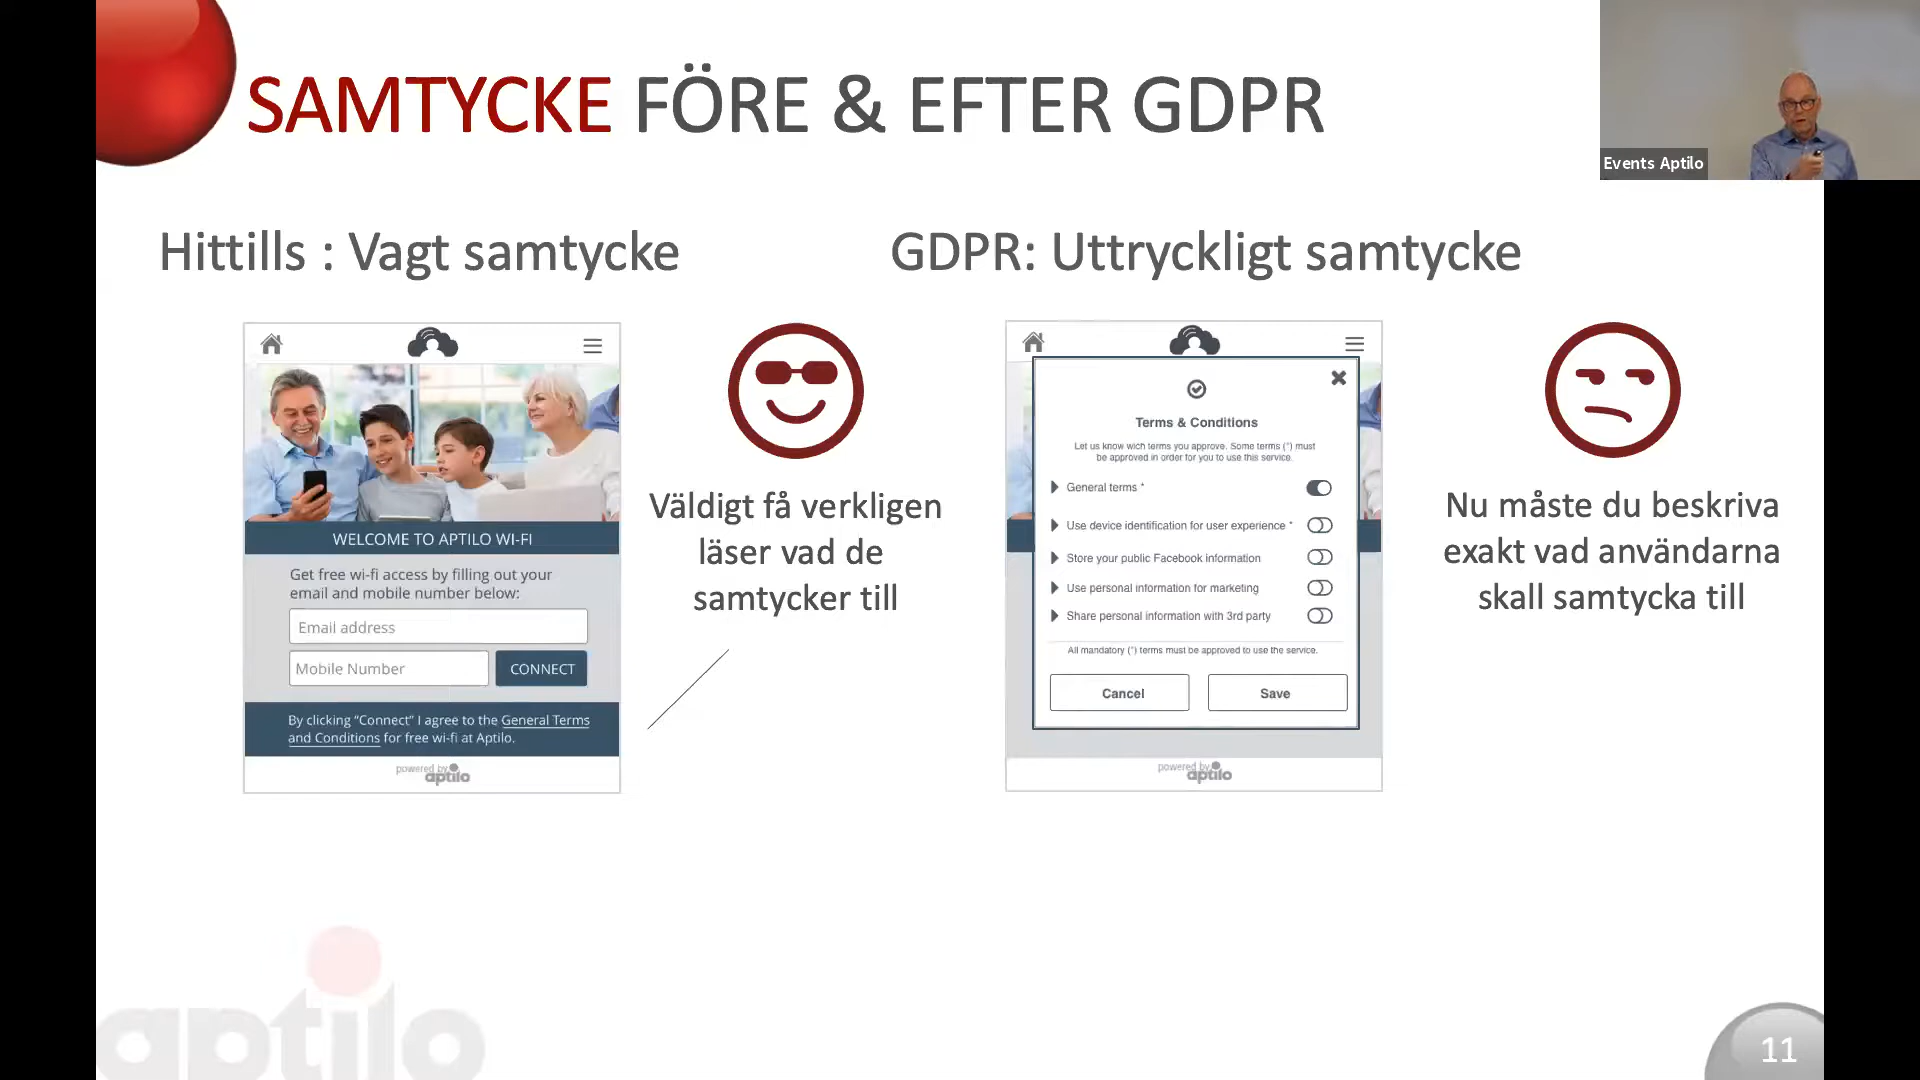 SAMTYCKE FÖRE & EFTER GDPR
Events Aptilo
Hittills : Vagt samtycke
WELCOME TO APTILO WI-FI
Get free wi-fi access by filling out your
email and mobile number below:
Email address
Mobile Number
CONNECT
By clicking “Connect” I agree to the General Terms
and Conditions for free wi-fi at Aptilo.
powered by
aptilo
Väldigt få verkligen
läser vad de
samtycker till
GDPR: Uttryckligt samtycke
Terms & Conditions
Let us know wich terms you approve. Some terms (*) must
be approved in order for you to use this service.
General terms *
Use device identification for user experience *
Store your public Facebook information
Use personal information for marketing
Share personal information with 3rd party
All mandatory (*) terms must be approved to use the service.
Cancel
Save
powered by
aptilo
Nu måste du beskriva
exakt vad användarna
skall samtycka till
aptilo
11